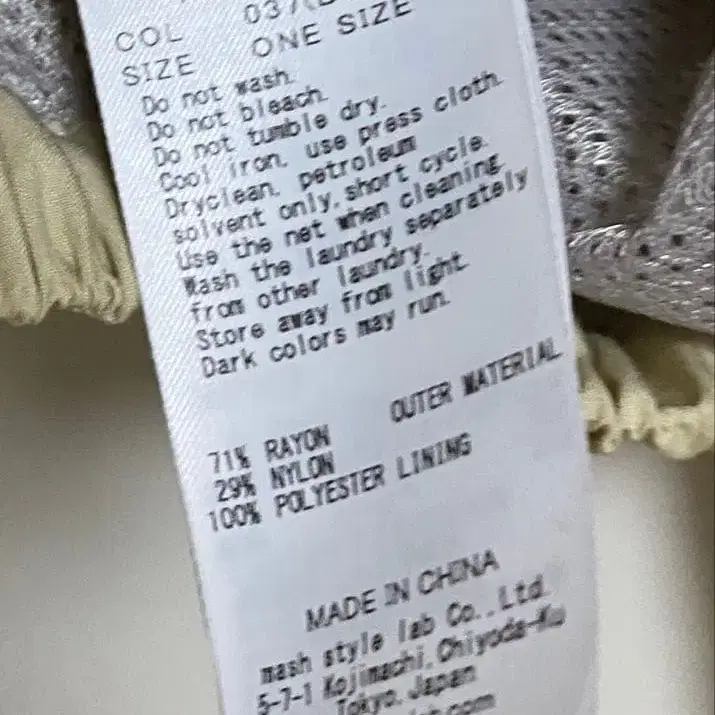 COL 037(B
SIZE ONE SIZE
Do not wash.
Do not bleach.
Do not tumble dry.
Cool iron, use press cloth.
Dryclean, petroleum
solvent only, short cycle.
Use the net when cleaning.
Wash the laundry separately
from other laundry.
Store away from light.
Dark colors may run.
OUTER MATERIAL
71% RAYON
29% NYLON
100% POLYESTER LINING
MADE IN CHINA
mash style lab Co., Ltd.
5-7-1 Kojimachi, Chiyoda-Ku
Tokyo, Japan